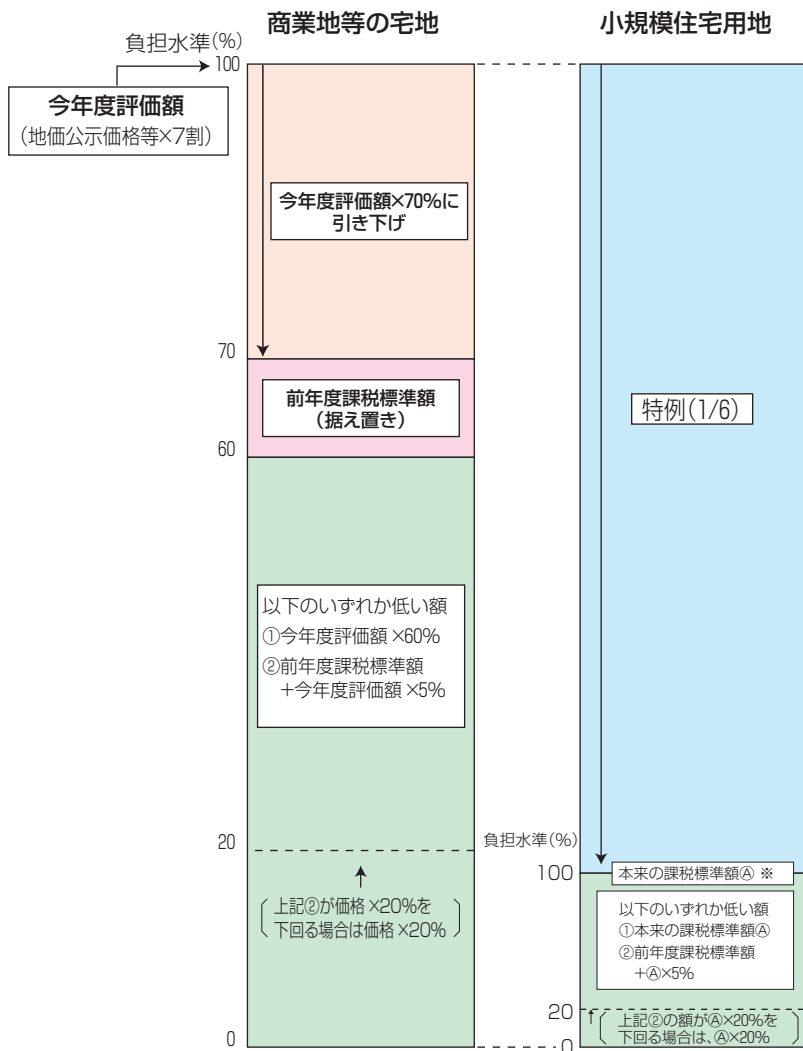 商業地等の宅地
小規模住宅用地
負担水準(%)
100
今年度評価額
(地価公示価格等×7割)
今年度評価額×70%に
引き下げ
70
前年度課税標準額
(据え置き)
60
以下のいずれか低い額
①今年度評価額×60%
②前年度課税標準額
+今年度評価額×5%
20
上記②が価格×20%を
下回る場合は価格×20%
0
特例(1/6)
負担水準(%)
100
本来の課税標準額Ⓐ ※
以下のいずれか低い額
①本来の課税標準額Ⓐ
②前年度課税標準額
+Ⓐ×5%
20
上記②の額がⒶ×20%を
下回る場合は、Ⓐ×20%
0